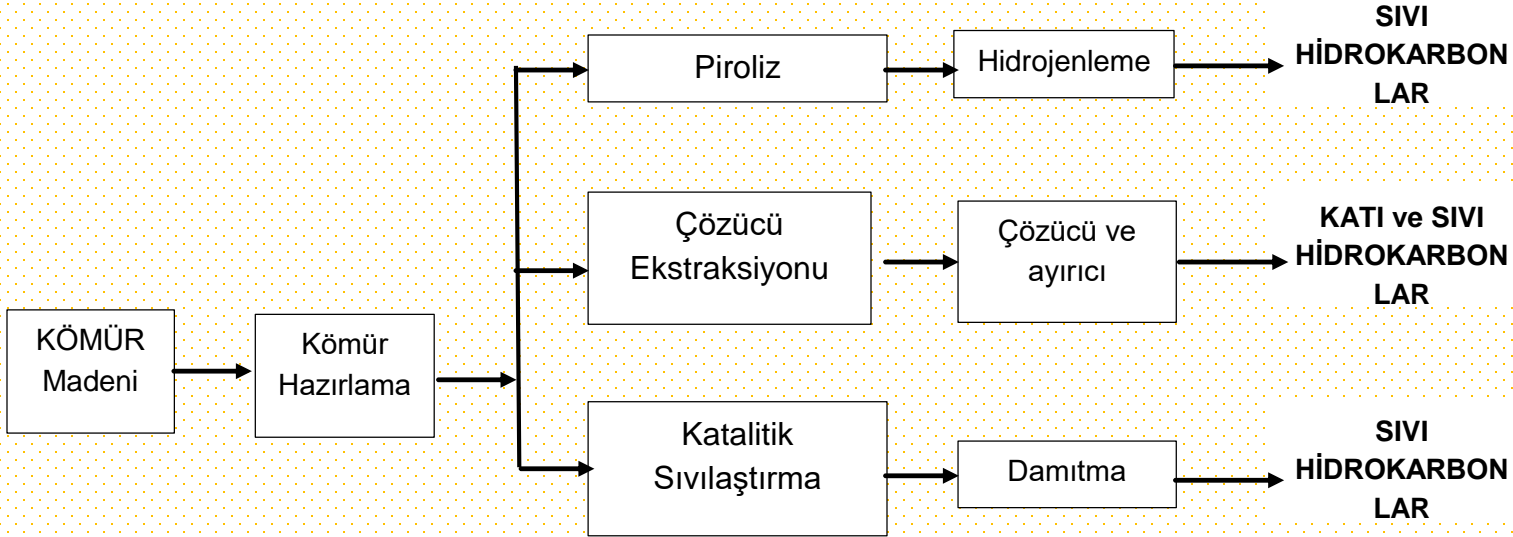 KÖMÜR
Madeni
Kömür
Hazırlama
Piroliz
Hidrojenleme
SIVI
HİDROKARBON
LAR
Çözücü
Ekstraksiyonu
Çözücü ve
ayırıcı
KATI ve SIVI
HİDROKARBON
LAR
Katalitik
Sıvılaştırma
Damıtma
SIVI
HİDROKARBON
LAR